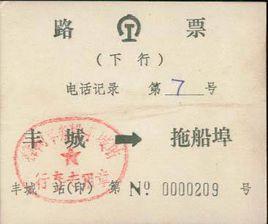 路 票
(下行)
电话记录 第 7 号
丰城 ➡ 拖船埠
丰城 站(印) 第 Nº 0000209 号